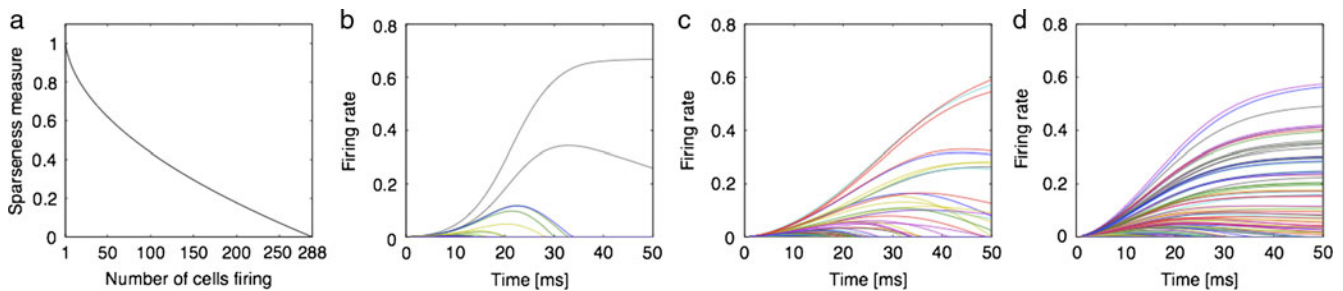 a
Sparseness measure
1
0.8
0.6
0.4
0.2
0
1 50 100 150 200 250 288
Number of cells firing
b
Firing rate
0.8
0.6
0.4
0.2
0
0 10 20 30 40 50
Time [ms]
c
Firing rate
0.8
0.6
0.4
0.2
0
0 10 20 30 40 50
Time [ms]
d
Firing rate
0.8
0.6
0.4
0.2
0
0 10 20 30 40 50
Time [ms]